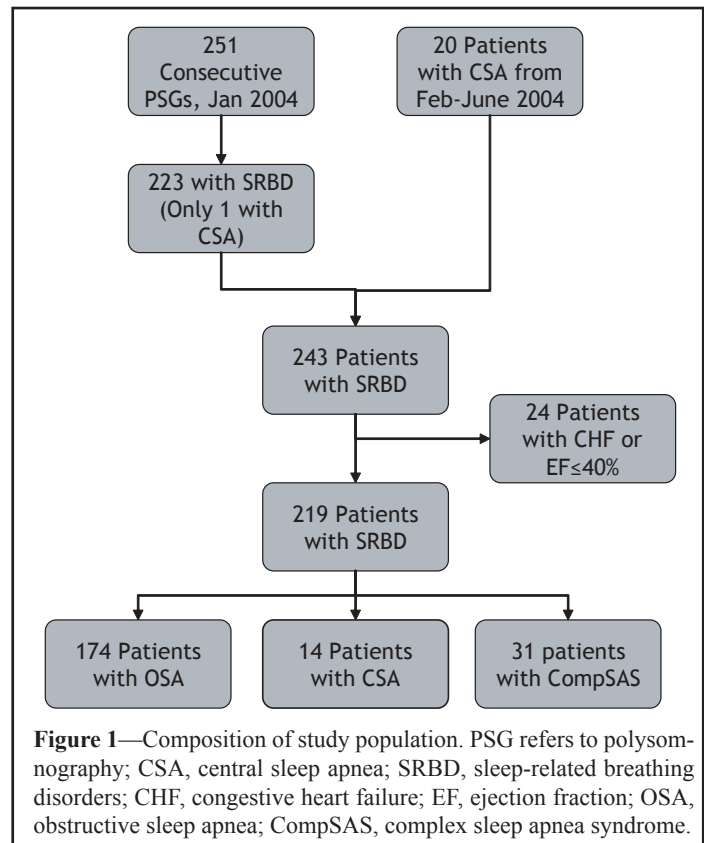 251
Consecutive
PSGs, Jan 2004
20 Patients
with CSA from
Feb-June 2004
223 with SRBD
(Only 1 with
CSA)
243 Patients
with SRBD
24 Patients
with CHF or
EF≤40%
219 Patients
with SRBD
174 Patients
with OSA
14 Patients
with CSA
31 patients
with CompSAS
Figure 1—Composition of study population. PSG refers to polysom-
nography; CSA, central sleep apnea; SRBD, sleep-related breathing
disorders; CHF, congestive heart failure; EF, ejection fraction; OSA,
obstructive sleep apnea; CompSAS, complex sleep apnea syndrome.